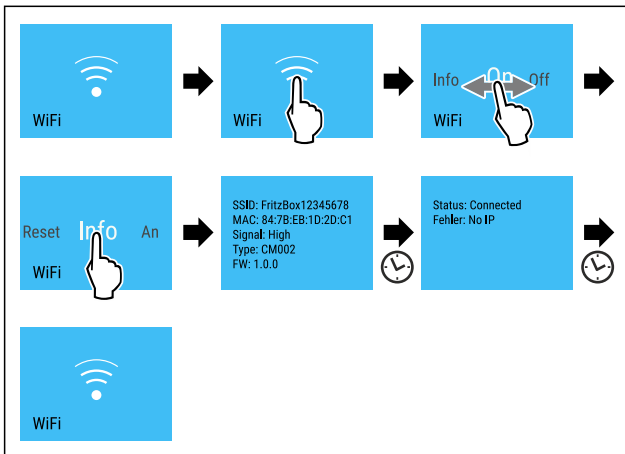 WiFi
WiFi
Info On Off
WiFi
Reset Info An
WiFi
SSID: FritzBox12345678
MAC: 84:7B:EB:1D:2D:C1
Signal: High
Type: CM002
FW: 1.0.0
Status: Connected
Fehler: No IP
WiFi